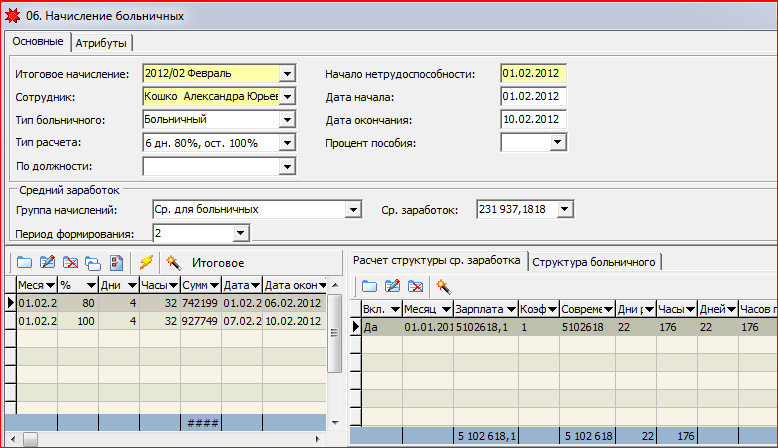 06. Начисление больничных
Основные Атрибуты
Итоговое начисление: 2012/02 Февраль Начало нетрудоспособности: 01.02.2012
Сотрудник: Кошко Александра Юрьев Дата начала: 01.02.2012
Тип больничного: Больничный Дата окончания: 10.02.2012
Тип расчета: 6 дн. 80%, ост. 100% Процент пособия:
По должности:
Средний заработок
Группа начислений: Ср. для больничных Ср. заработок: 231 937,1818
Период формирования: 2
Итоговое
Меся % Дни Часы Сумм Дата Дата окон
01.02.2 80 4 32 742199 01.02.2 06.02.2012
01.02.2 100 4 32 927749 07.02.2 10.02.2012
####
Расчет структуры ср. заработка Структура больничного
Вкл. Месяц Зарплата Коэф Совреме Дни р Часы Дней Часов п
Да 01.01.201 5102618,1 1 5102618 22 176 22 176
5 102 618,1 5 102 618 22 176